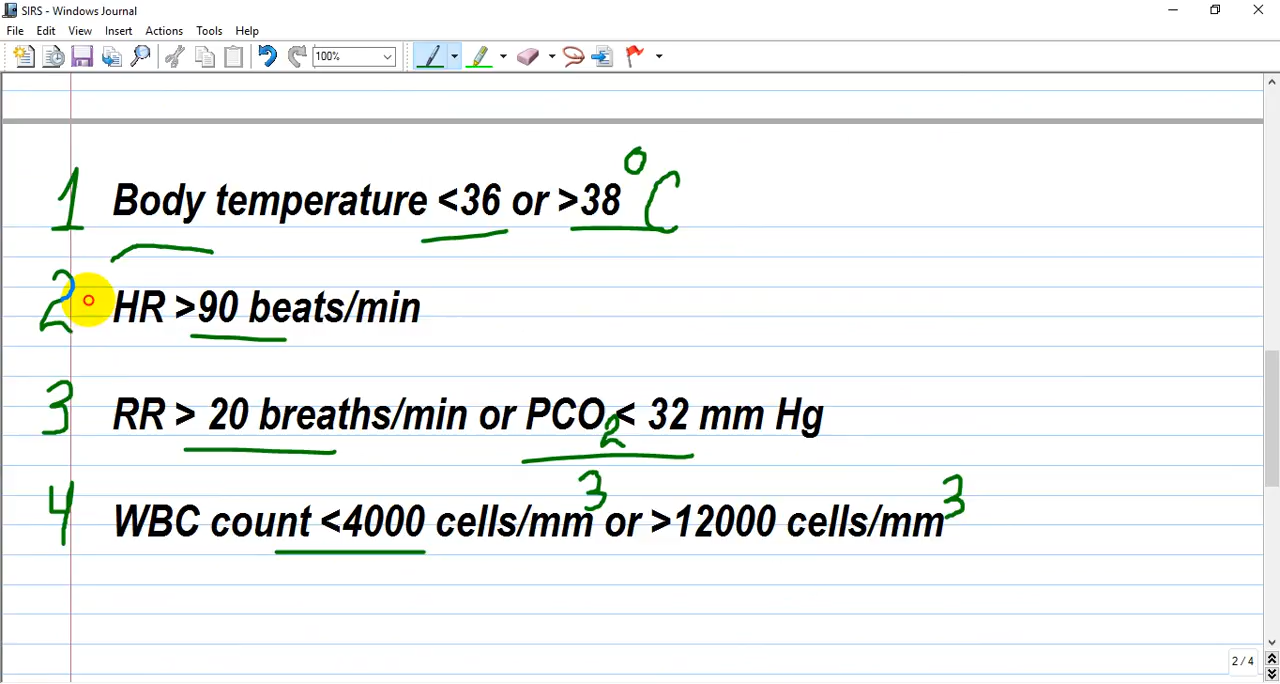 SIRS - Windows Journal
File Edit View Insert Actions Tools Help
100%
1 Body temperature <36 or >38 °C
2 HR >90 beats/min
3 RR > 20 breaths/min or PCO2 < 32 mm Hg
4 WBC count <4000 cells/mm3 or >12000 cells/mm3
2 / 4